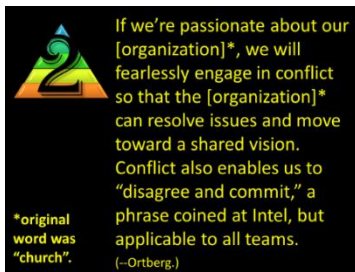 If we’re passionate about our
[organization]*, we will
fearlessly engage in conflict
so that the [organization]*
can resolve issues and move
toward a shared vision.
Conflict also enables us to
“disagree and commit,” a
phrase coined at Intel, but
applicable to all teams.
(--Ortberg.)
2
*original
word was
“church”.